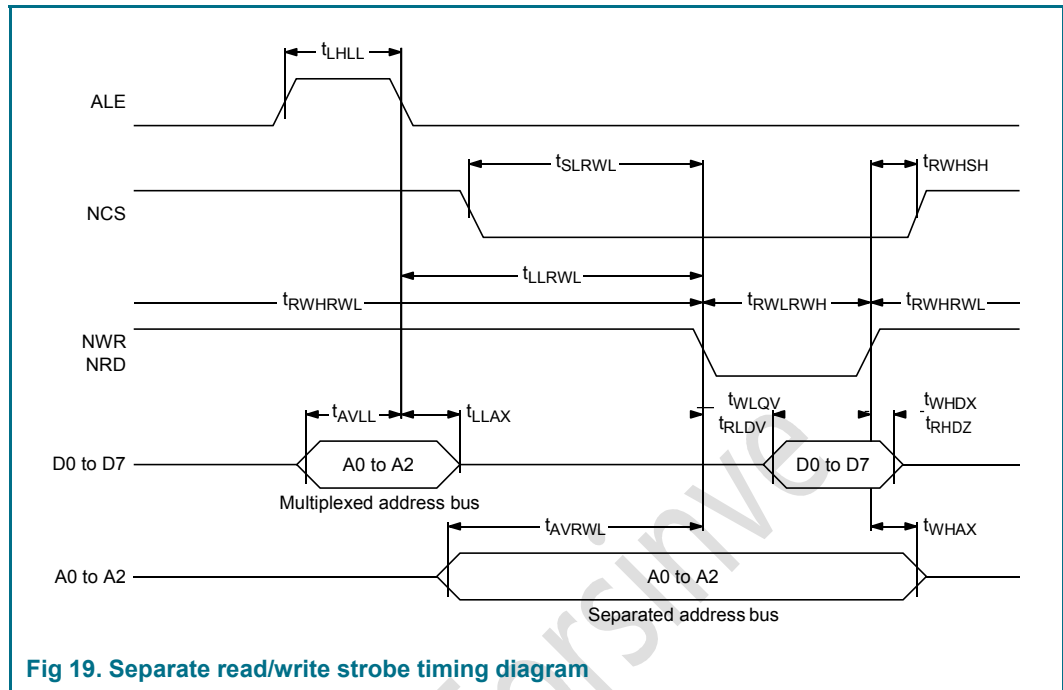 tLHLL
ALE
tSLRWL
tRWHSH
NCS
tLLRWL
tRWHRWL
tRWLRWH
tRWHRWL
NWR
NRD
tAVLL
tLLAX
tWLQV
tRLDV
tWHDX
tRHDZ
D0 to D7
A0 to A2
D0 to D7
Multiplexed address bus
tAVRWL
tWHAX
A0 to A2
A0 to A2
Separated address bus
Fig 19. Separate read/write strobe timing diagram